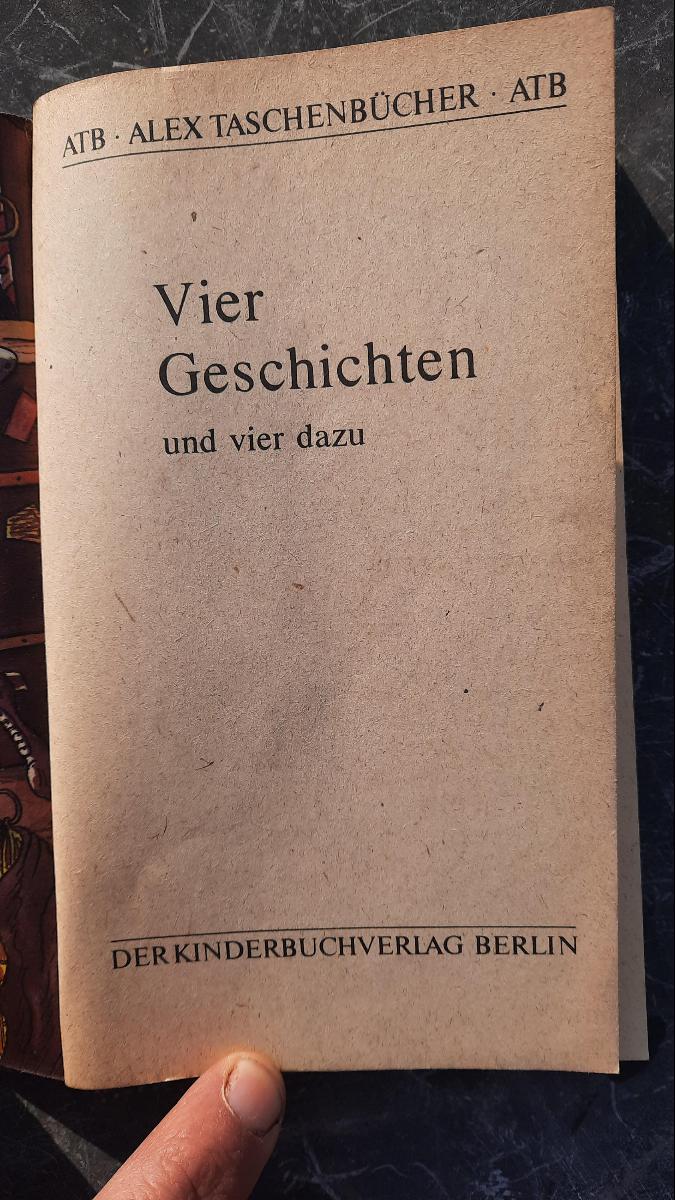 ATB · ALEX TASCHENBÜCHER · ATB
Vier
Geschichten
und vier dazu
DER KINDERBUCHVERLAG BERLIN